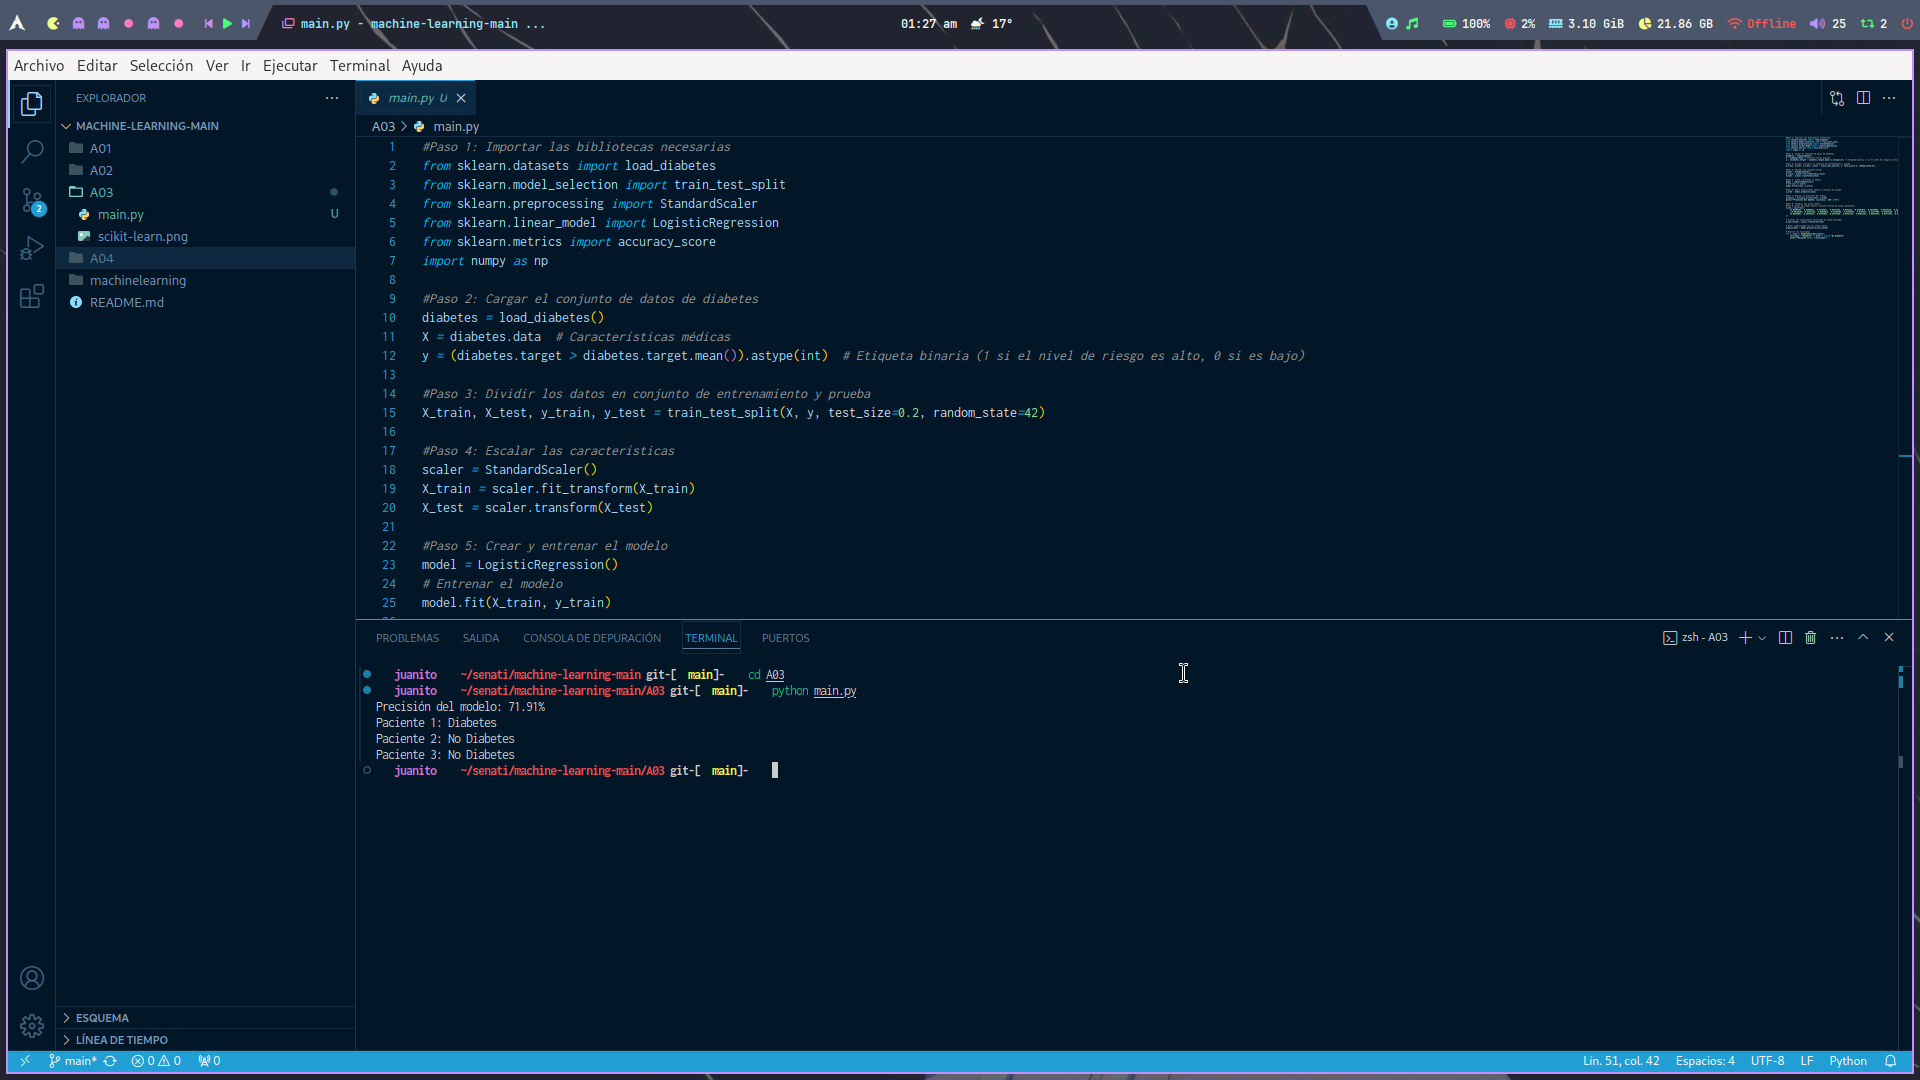 main.py - machine-learning-main ...
01:27 am
17°
100%
2%
3.10 GiB
21.86 GB
Offline
25
2
Archivo Editar Selección Ver Ir Ejecutar Terminal Ayuda
EXPLORADOR
MACHINE-LEARNING-MAIN
A01
A02
A03
main.py U
scikit-learn.png
A04
machinelearning
README.md
2
ESQUEMA
LÍNEA DE TIEMPO
main.py U
A03 > main.py
1 #Paso 1: Importar las bibliotecas necesarias
2 from sklearn.datasets import load_diabetes
3 from sklearn.model_selection import train_test_split
4 from sklearn.preprocessing import StandardScaler
5 from sklearn.linear_model import LogisticRegression
6 from sklearn.metrics import accuracy_score
7 import numpy as np
8
9 #Paso 2: Cargar el conjunto de datos de diabetes
10 diabetes = load_diabetes()
11 X = diabetes.data  # Características médicas
12 y = (diabetes.target > diabetes.target.mean()).astype(int)  # Etiqueta binaria (1 si el nivel de riesgo es alto, 0 si es bajo)
13
14 #Paso 3: Dividir los datos en conjunto de entrenamiento y prueba
15 X_train, X_test, y_train, y_test = train_test_split(X, y, test_size=0.2, random_state=42)
16
17 #Paso 4: Escalar las características
18 scaler = StandardScaler()
19 X_train = scaler.fit_transform(X_train)
20 X_test = scaler.transform(X_test)
21
22 #Paso 5: Crear y entrenar el modelo
23 model = LogisticRegression()
24 # Entrenar el modelo
25 model.fit(X_train, y_train)
PROBLEMAS SALIDA CONSOLA DE DEPURACIÓN TERMINAL PUERTOS
zsh - A03
juanito ~/senati/machine-learning-main git-[ main]- cd A03
juanito ~/senati/machine-learning-main/A03 git-[ main]- python main.py
Precisión del modelo: 71.91%
Paciente 1: Diabetes
Paciente 2: No Diabetes
Paciente 3: No Diabetes
juanito ~/senati/machine-learning-main/A03 git-[ main]-
main* 0 0 0
Lín. 51, col. 42 Espacios: 4 UTF-8 LF Python